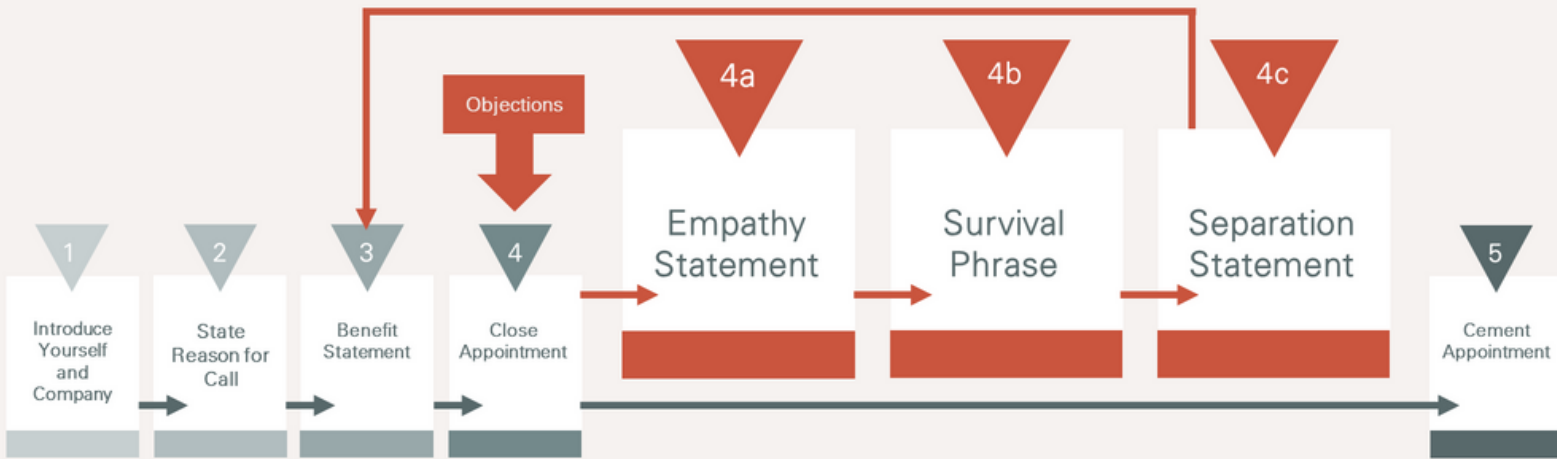 4a
4b
4c
Objections
Empathy
Statement
Survival
Phrase
Separation
Statement
1
2
3
4
5
Introduce
Yourself
and
Company
State
Reason for
Call
Benefit
Statement
Close
Appointment
Cement
Appointment